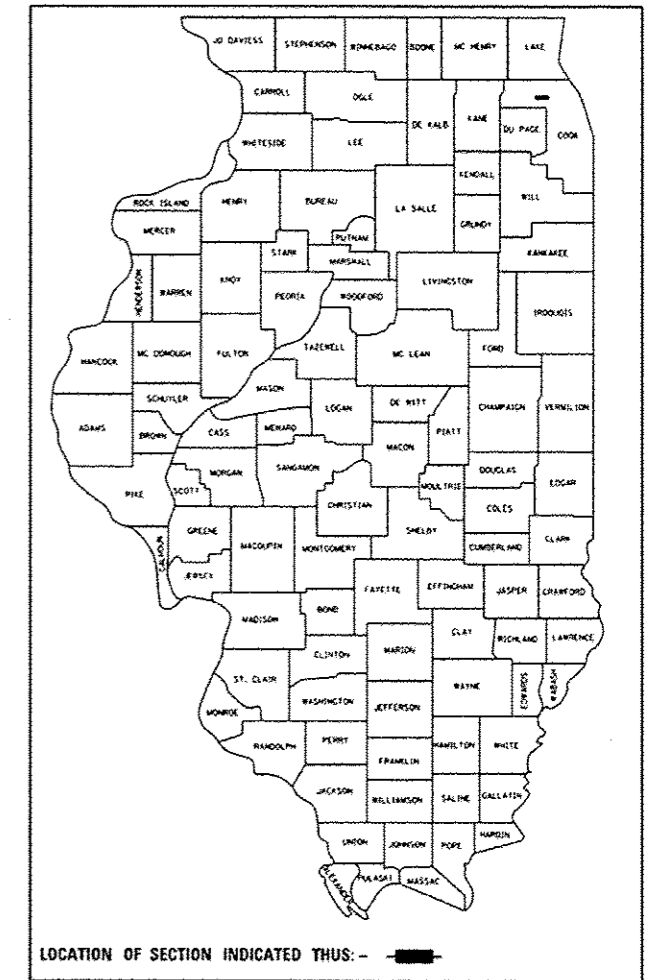 JO DAVIESS STEPHENSON WINNEBAGO BOONE MC HENRY LAKE
CARROLL OGLE DE KALB KANE DU PAGE COOK
WHITESIDE LEE KENDALL WILL
ROCK ISLAND HENRY BUREAU LA SALLE GRUNDY
MERCER PUTNAM KANKAKEE
STARK MARSHALL
HENDERSON WARREN KNOX PEORIA WOODFORD LIVINGSTON IROQUOIS
HANCOCK MC DONOUGH FULTON TAZEWELL MC LEAN FORD
SCHUYLER MASON LOGAN DE WITT CHAMPAIGN VERMILION
ADAMS BROWN CASS MENARD MACON PIATT
PIKE SCOTT MORGAN SANGAMON MOULTRIE DOUGLAS EDGAR
CHRISTIAN COLES
GREENE SHELBY
CALHOUN MACOUPIN MONTGOMERY CUMBERLAND CLARK
JERSEY FAYETTE EFFINGHAM JASPER CRAWFORD
MADISON BOND
CLAY RICHLAND LAWRENCE
CLINTON MARION
ST. CLAIR WAYNE EDWARDS WABASH
MONROE WASHINGTON JEFFERSON
RANDOLPH PERRY HAMILTON WHITE
FRANKLIN
JACKSON WILLIAMSON SALINE GALLATIN
UNION JOHNSON POPE HARDIN
ALEXANDER PULASKI MASSAC
LOCATION OF SECTION INDICATED THUS: -